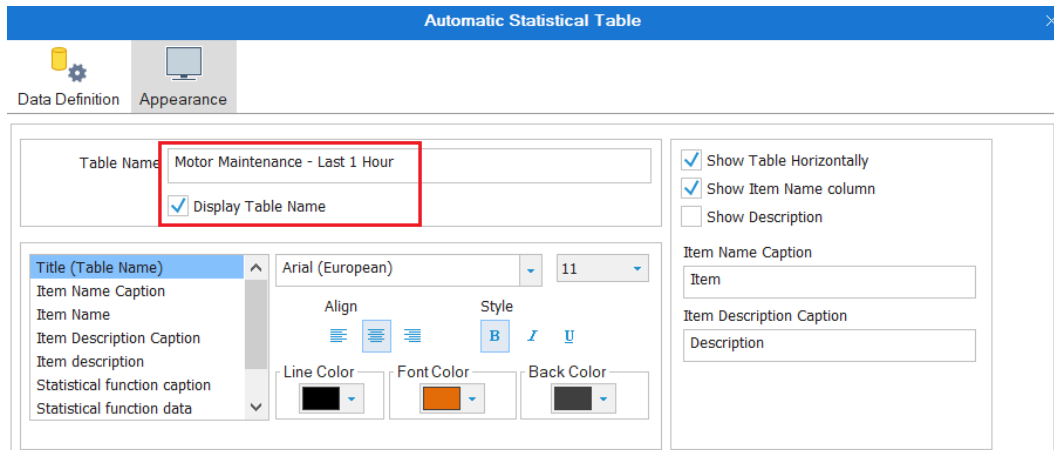 Automatic Statistical Table
Data Definition
Appearance
Table Name
Motor Maintenance - Last 1 Hour
Display Table Name
Title (Table Name)
Item Name Caption
Item Name
Item Description Caption
Item description
Statistical function caption
Statistical function data
Arial (European)
11
Align
Style
B I U
Line Color
Font Color
Back Color
Show Table Horizontally
Show Item Name column
Show Description
Item Name Caption
Item
Item Description Caption
Description